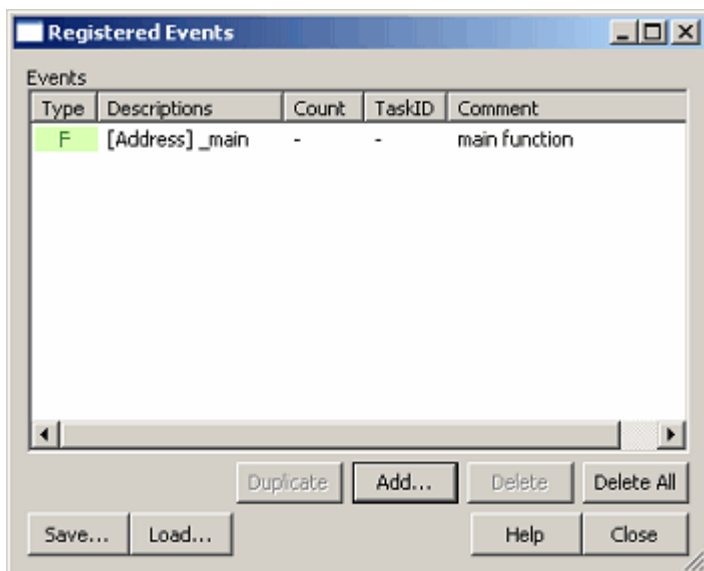 Registered Events
Events
Type Descriptions Count TaskID Comment
F [Address] _main - - main function
Duplicate Add... Delete Delete All
Save... Load... Help Close